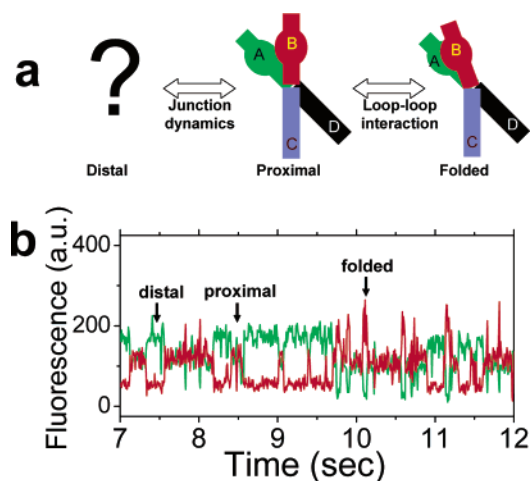 a
?
A
B
C
D
Junction
dynamics
Loop-loop
interaction
A
B
C
D
Distal
Proximal
Folded
b
Fluorescence (a.u.)
400
200
0
distal
proximal
folded
7 8 9 10 11 12
Time (sec)